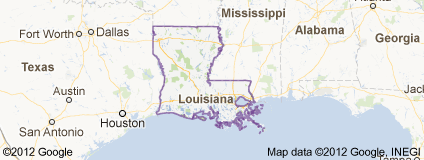 Mississippi
Fort Worth
Dallas
Alabama
Georgia
Texas
Austin
Louisiana
Houston
San Antonio
©2012 Google
Map data ©2012 Google, INEGI